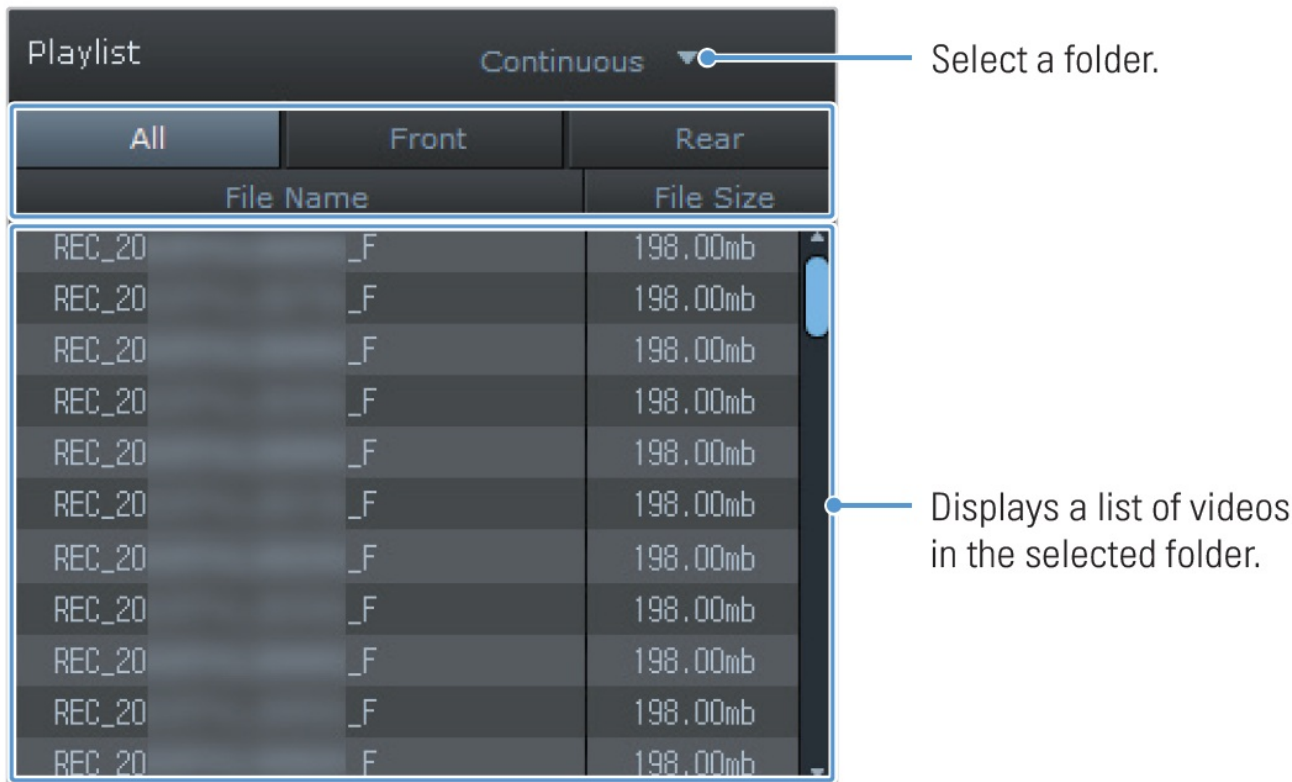 Playlist
Continuous
Select a folder.
All Front Rear
File Name File Size
REC_20 _F 198.00mb
REC_20 _F 198.00mb
REC_20 _F 198.00mb
REC_20 _F 198.00mb
REC_20 _F 198.00mb
REC_20 _F 198.00mb
REC_20 _F 198.00mb
REC_20 _F 198.00mb
REC_20 _F 198.00mb
REC_20 _F 198.00mb
REC_20 _F 198.00mb
Displays a list of videos
in the selected folder.